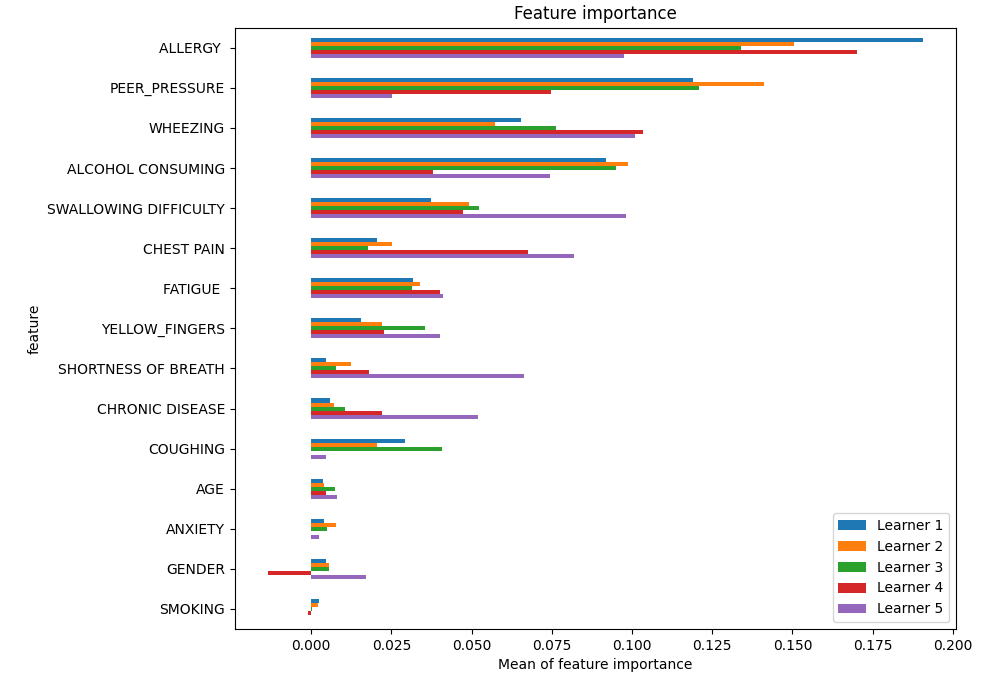 Feature importance
ALLERGY
PEER_PRESSURE
WHEEZING
ALCOHOL CONSUMING
SWALLOWING DIFFICULTY
CHEST PAIN
FATIGUE
YELLOW_FINGERS
SHORTNESS OF BREATH
CHRONIC DISEASE
COUGHING
AGE
ANXIETY
GENDER
SMOKING
feature
Learner 1
Learner 2
Learner 3
Learner 4
Learner 5
0.000 0.025 0.050 0.075 0.100 0.125 0.150 0.175 0.200
Mean of feature importance